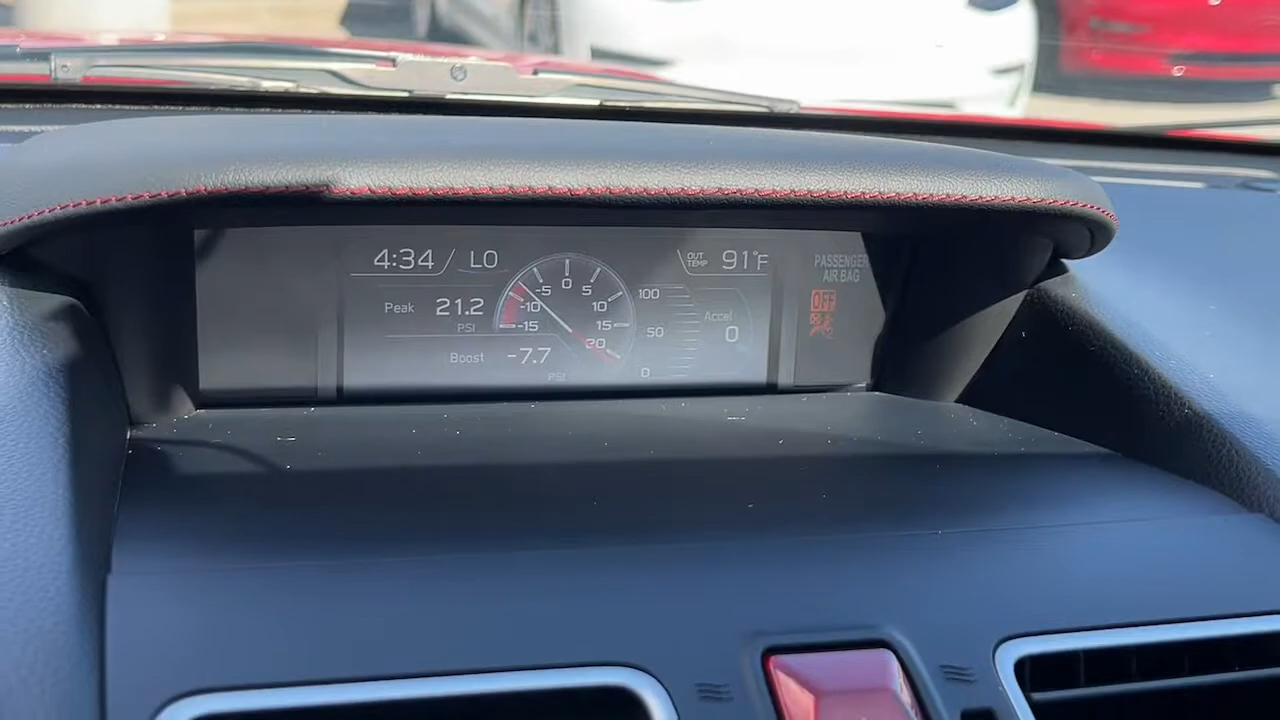 4:34 LO
OUT TEMP 91°F
PASSENGER
AIR BAG
OFF
Peak 21.2
PSI
Boost -7.7
PSI
-15
-10
-5
0
5
10
15
20
100
50
0
Accel
0